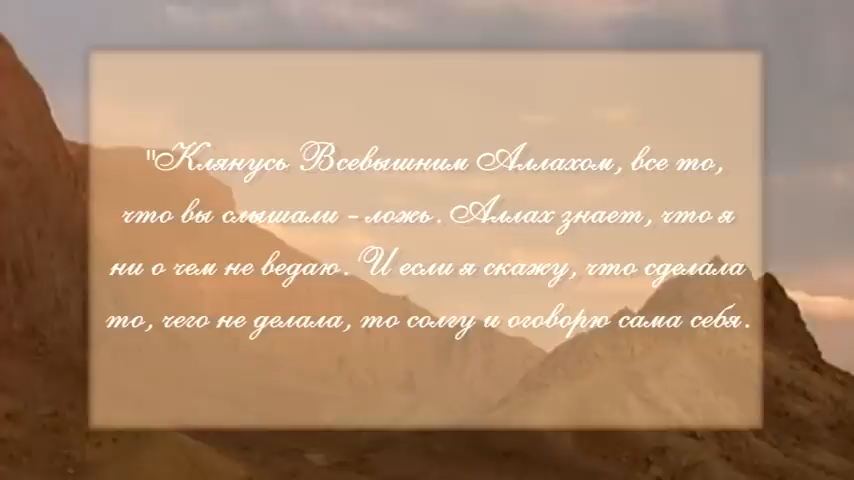 "Клянусь Всевышним Аллахом, все то,
что вы слышали - ложь. Аллах знает, что я
ни о чем не ведаю. И если я скажу, что сделала
то, чего не делала, то солгу и оговорю сама себя.